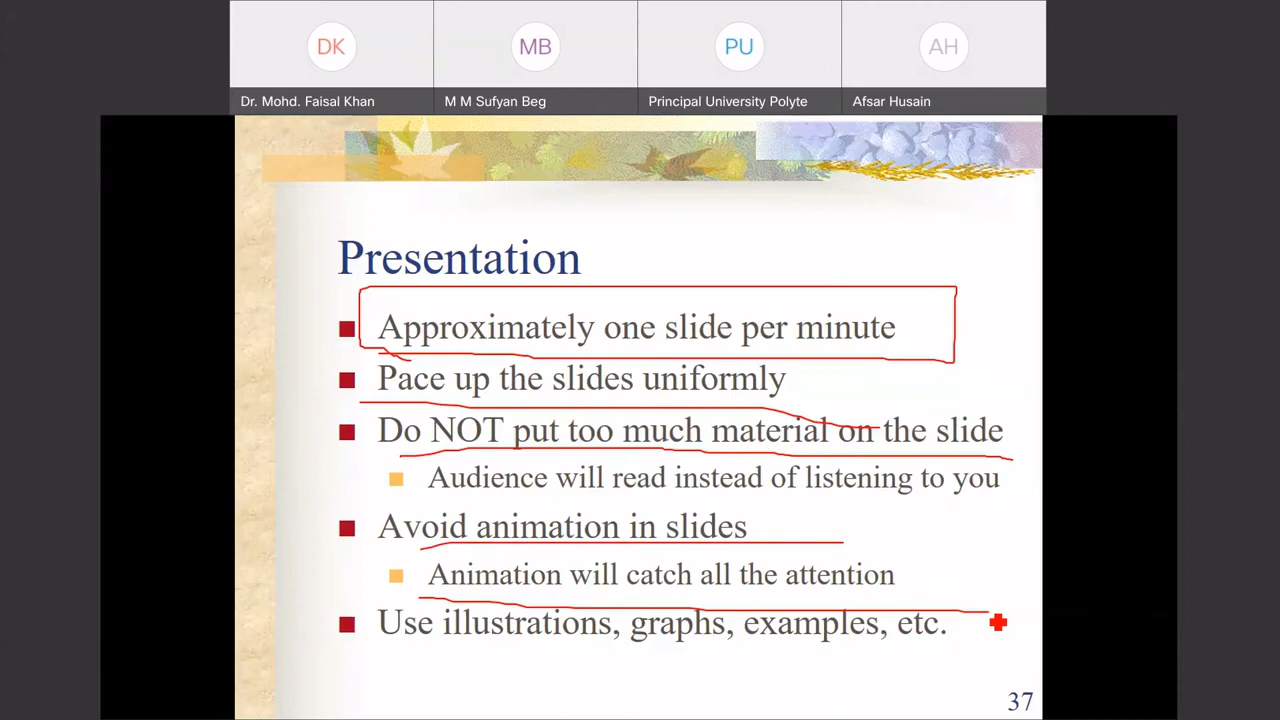 DK
MB
PU
AH
Dr. Mohd. Faisal Khan
M M Sufyan Beg
Principal University Polyte
Afsar Husain
Presentation
Approximately one slide per minute
Pace up the slides uniformly
Do NOT put too much material on the slide
Audience will read instead of listening to you
Avoid animation in slides
Animation will catch all the attention
Use illustrations, graphs, examples, etc.
37